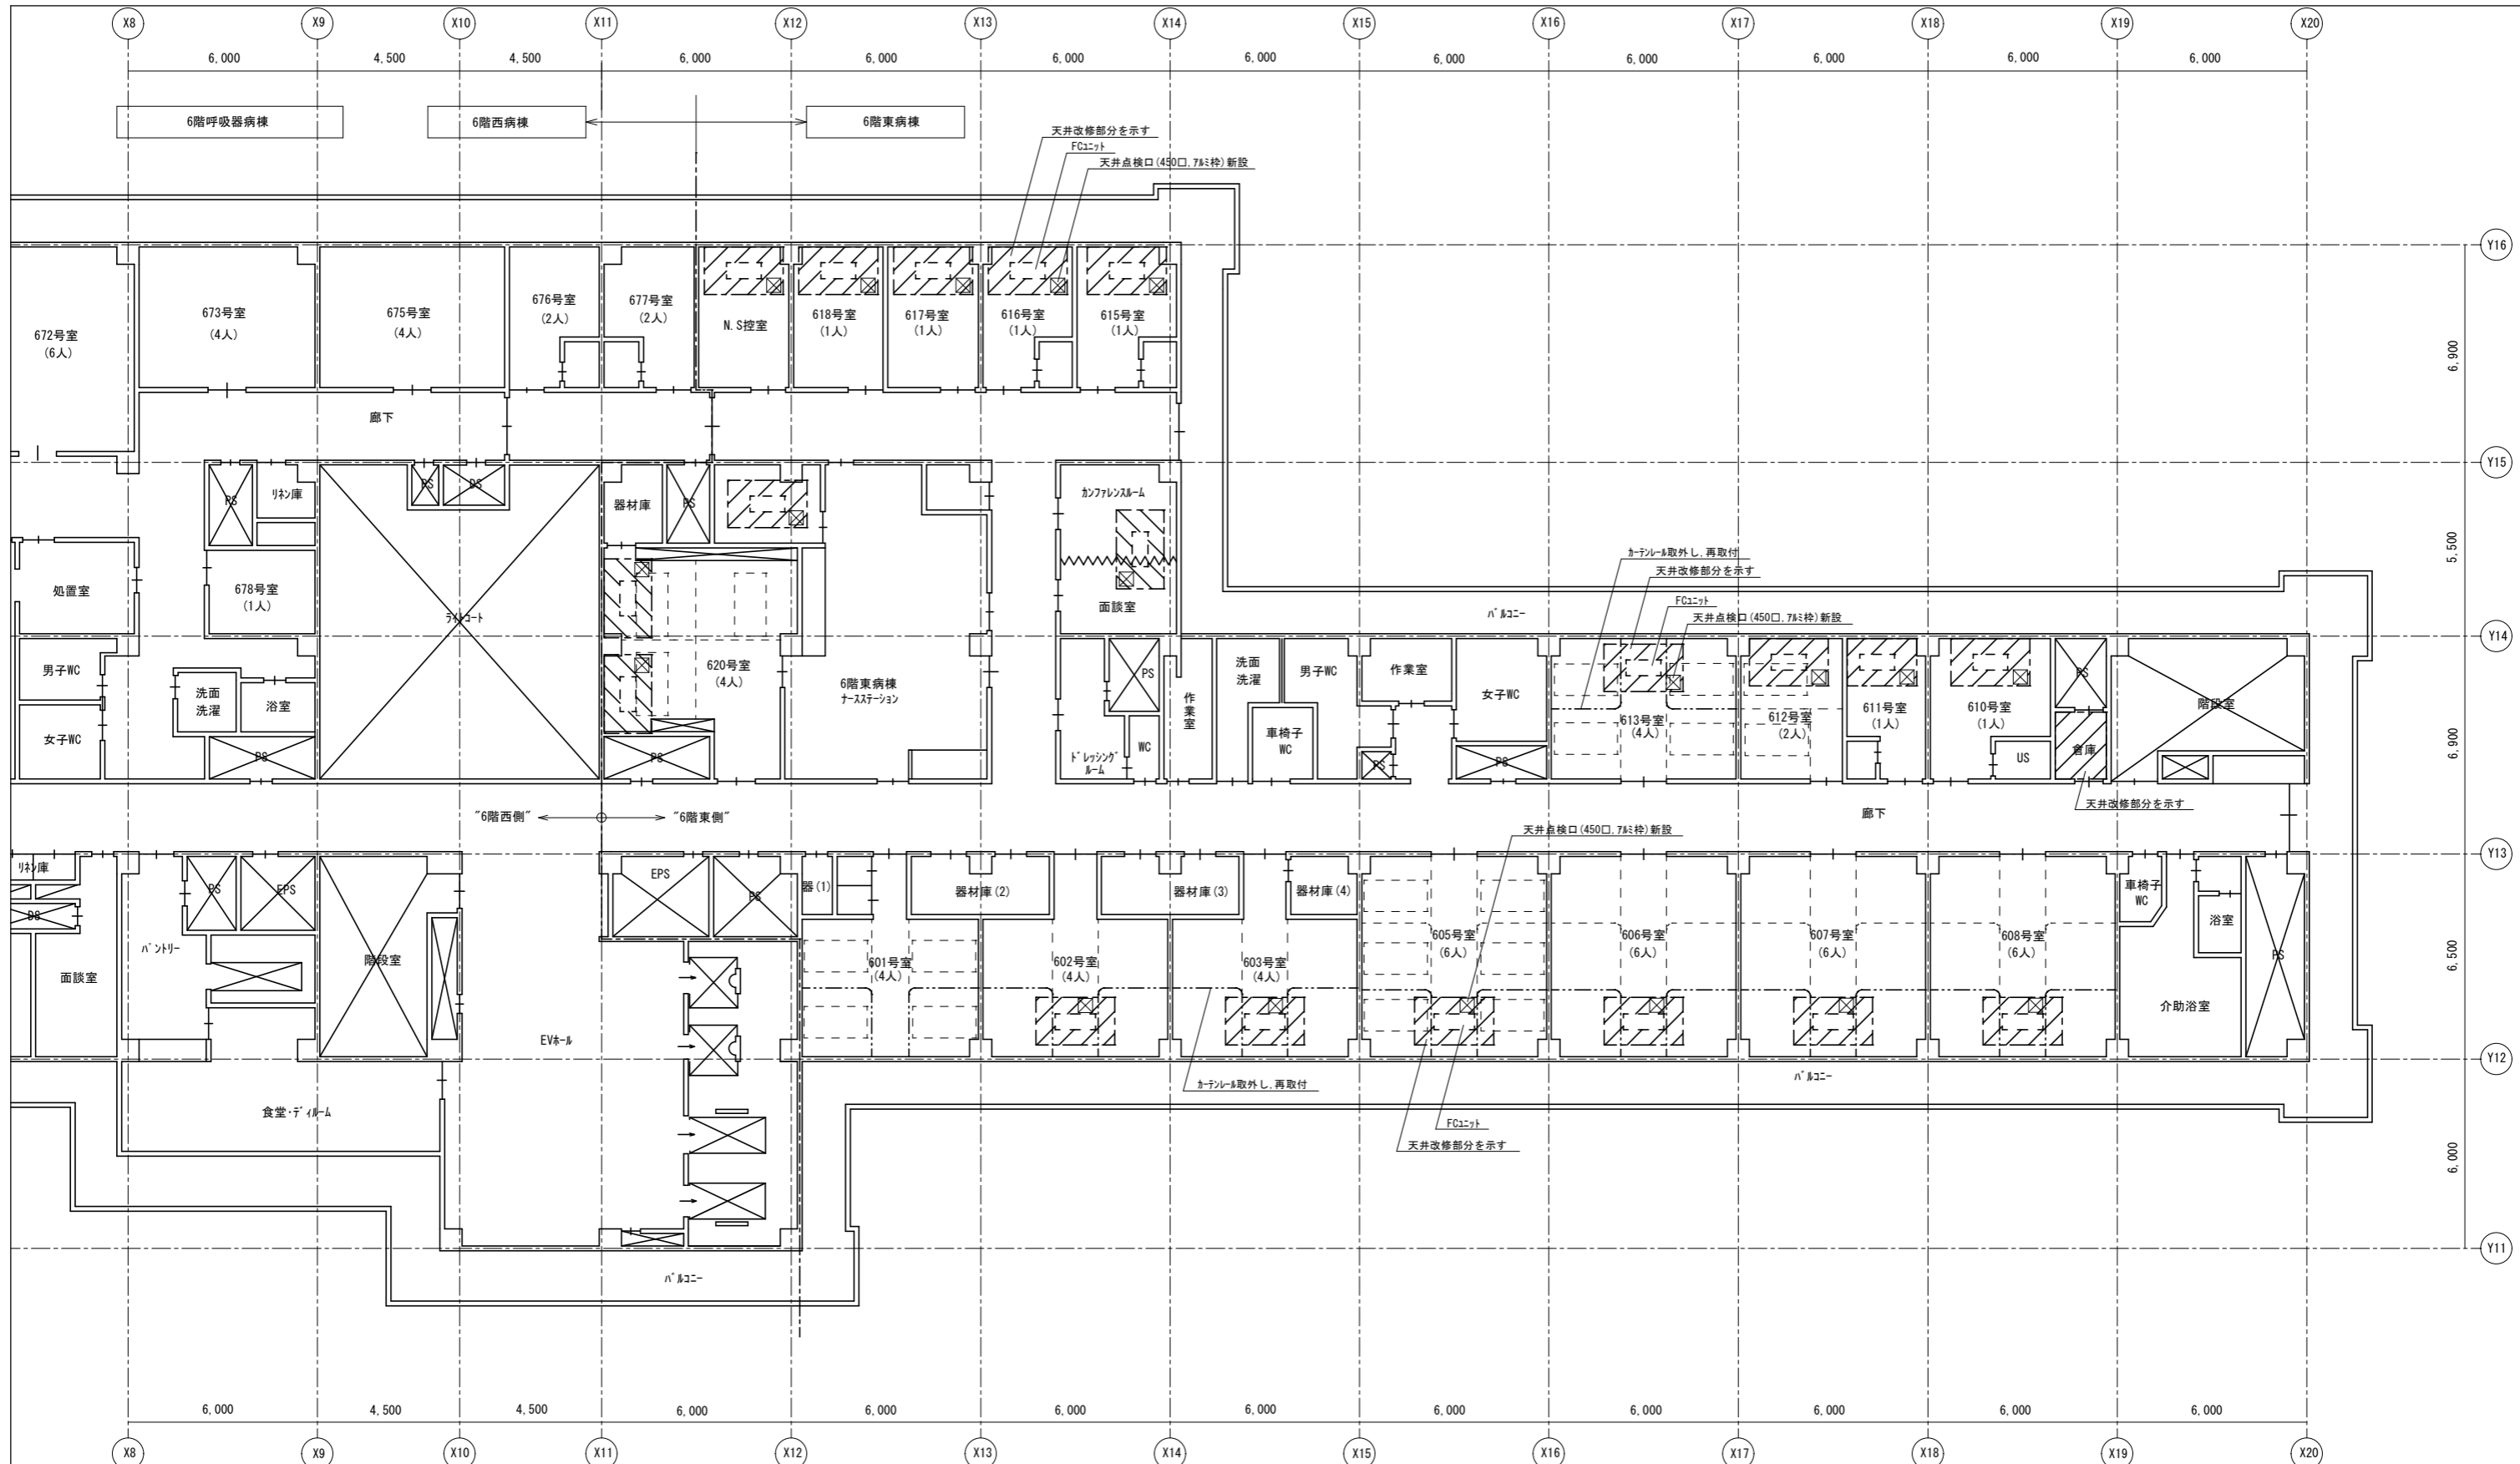 X8 X9 X10 X11 X12 X13 X14 X15 X16 X17 X18 X19 X20
6,000 4,500 4,500 6,000 6,000 6,000 6,000 6,000 6,000 6,000 6,000 6,000
6階呼吸器病棟 6階西病棟 6階東病棟
天井改修部分を示す
FCユニット
天井点検口(450□,アルミ枠)新設
Y16
672号室
(6人)
673号室
(4人)
675号室
(4人)
676号室
(2人)
677号室
(2人)
N.S控室
618号室
(1人)
617号室
(1人)
616号室
(1人)
615号室
(1人)
6,900
廊下
Y15
PS
リネン庫
PS
DS
器材庫
PS
カンファレンスルーム
処置室
678号室
(1人)
ライトコート
面談室
カーテンレール取外し,再取付
天井改修部分を示す
FCユニット
天井点検口(450□,アルミ枠)新設
バルコニー
5,500
Y14
男子WC
女子WC
洗面
洗濯
浴室
PS
620号室
(4人)
PS
6階東病棟
ナースステーション
PS
ドレッシング
ルーム
WC
作
業
室
洗面
洗濯
車椅子
WC
男子WC
作業室
PS
女子WC
PS
613号室
(4人)
612号室
(2人)
611号室
(1人)
610号室
(1人)
US
PS
倉庫
階段室
6,900
天井改修部分を示す
廊下
"6階西側" "6階東側"
天井点検口(450□,アルミ枠)新設
Y13
リネン庫
DS
面談室
パントリー
PS
EPS
階段室
EPS
PS
器(1)
器材庫(2)
器材庫(3)
器材庫(4)
601号室
(4人)
602号室
(4人)
603号室
(4人)
605号室
(6人)
606号室
(6人)
607号室
(6人)
608号室
(6人)
車椅子
WC
浴室
介助浴室
PS
6,500
EVホール
Y12
バルコニー
カーテンレール取外し,再取付
食堂・デイルーム
FCユニット
天井改修部分を示す
6,000
Y11
バルコニー
6,000 4,500 4,500 6,000 6,000 6,000 6,000 6,000 6,000 6,000 6,000 6,000
X8 X9 X10 X11 X12 X13 X14 X15 X16 X17 X18 X19 X20